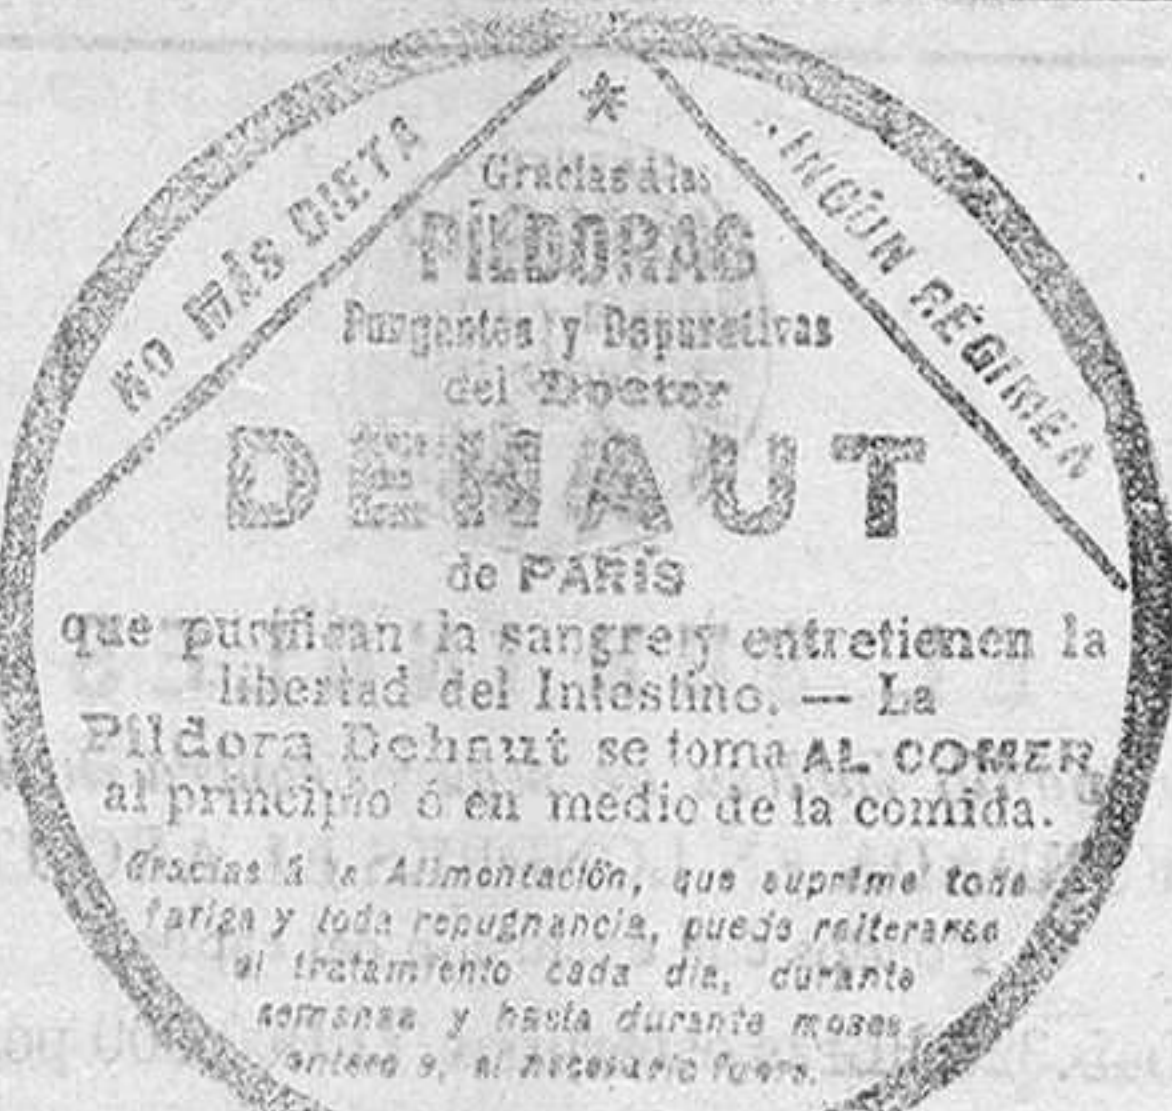 NO MÁS DIETA
NINGÚN RÉGIMEN
Gracias á las
PÍLDORAS
Purgantes y Depurativas
del Doctor
DEHAUT
de PARÍS
que purifican la sangre y entretienen la
libertad del Intestino. — La
Píldora Dehaut se toma AL COMER
al principio ó en medio de la comida.
Gracias á la Alimentación, que suprime toda
fatiga y toda repugnancia, puede reiterarse
el tratamiento cada día, durante
semanas y hasta durante meses
enteros, si necesario fuera.